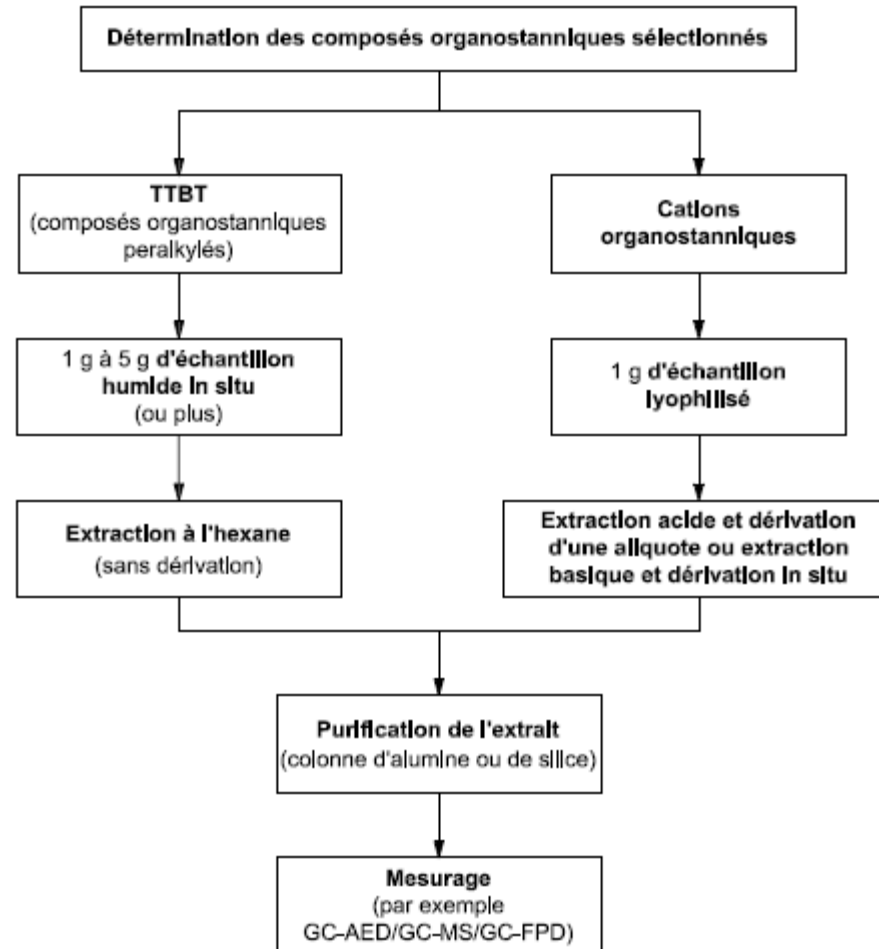 Détermination des composés organostanniques sélectionnés
TTBT
(composés organostanniques
peralkylés)
Cations
organostanniques
1 g à 5 g d'échantillon
humide in situ
(ou plus)
1 g d'échantillon
lyophilisé
Extraction à l'hexane
(sans dérivation)
Extraction acide et dérivation
d'une aliquote ou extraction
basique et dérivation in situ
Purification de l'extrait
(colonne d'alumine ou de silice)
Mesurage
(par exemple
GC-AED/GC-MS/GC-FPD)